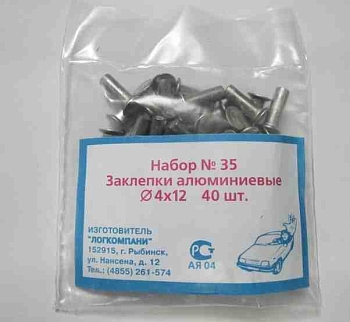 Набор № 35
Заклепки алюминиевые
Ø 4х12 40 шт.
ИЗГОТОВИТЕЛЬ
"ЛОГКОМПАНИ"
152915, г. Рыбинск,
ул. Нансена, д. 12
Тел.: (4855) 261-574
АЯ 04